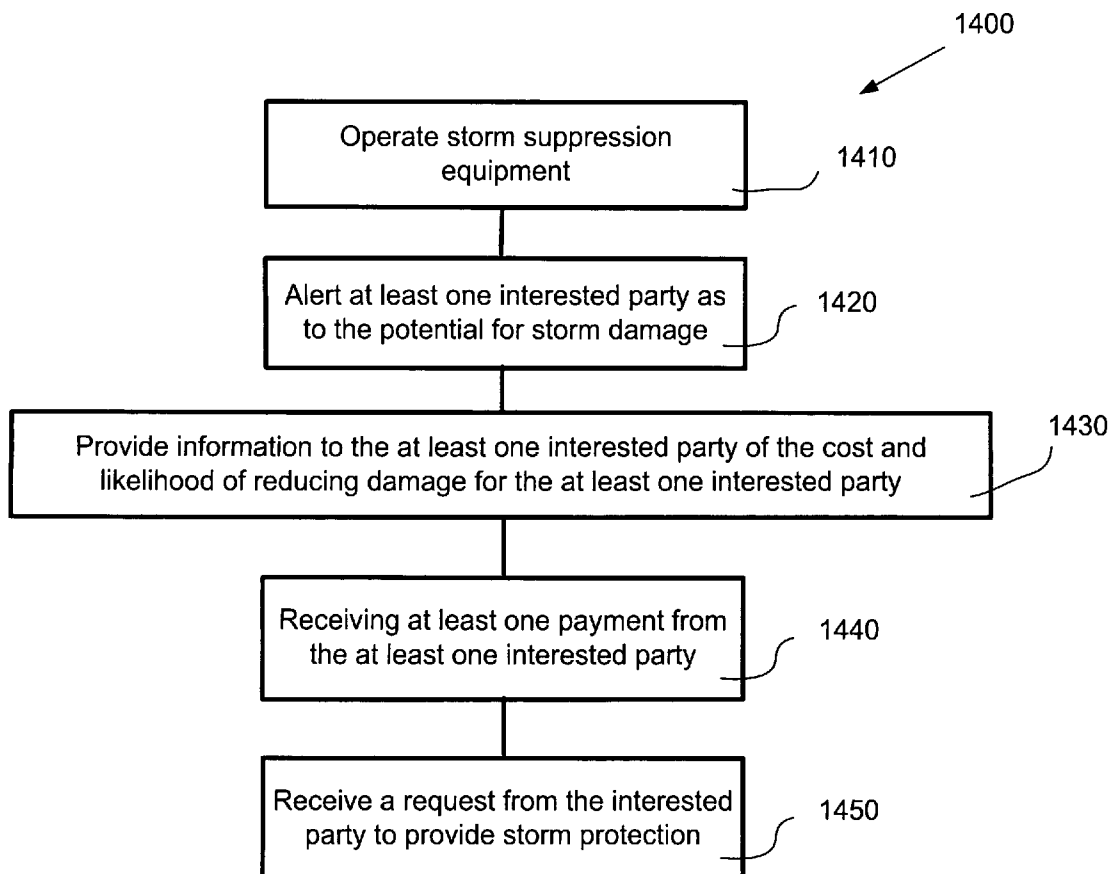 1400
Operate storm suppression
equipment
1410
Alert at least one interested party as
to the potential for storm damage
1420
Provide information to the at least one interested party of the cost and
likelihood of reducing damage for the at least one interested party
1430
Receiving at least one payment from
the at least one interested party
1440
Receive a request from the interested
party to provide storm protection
1450